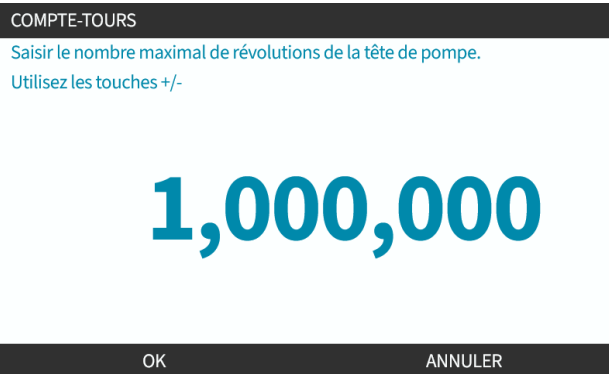 COMPTE-TOURS
Saisir le nombre maximal de révolutions de la tête de pompe.
Utilisez les touches +/-
1,000,000
OK ANNULER